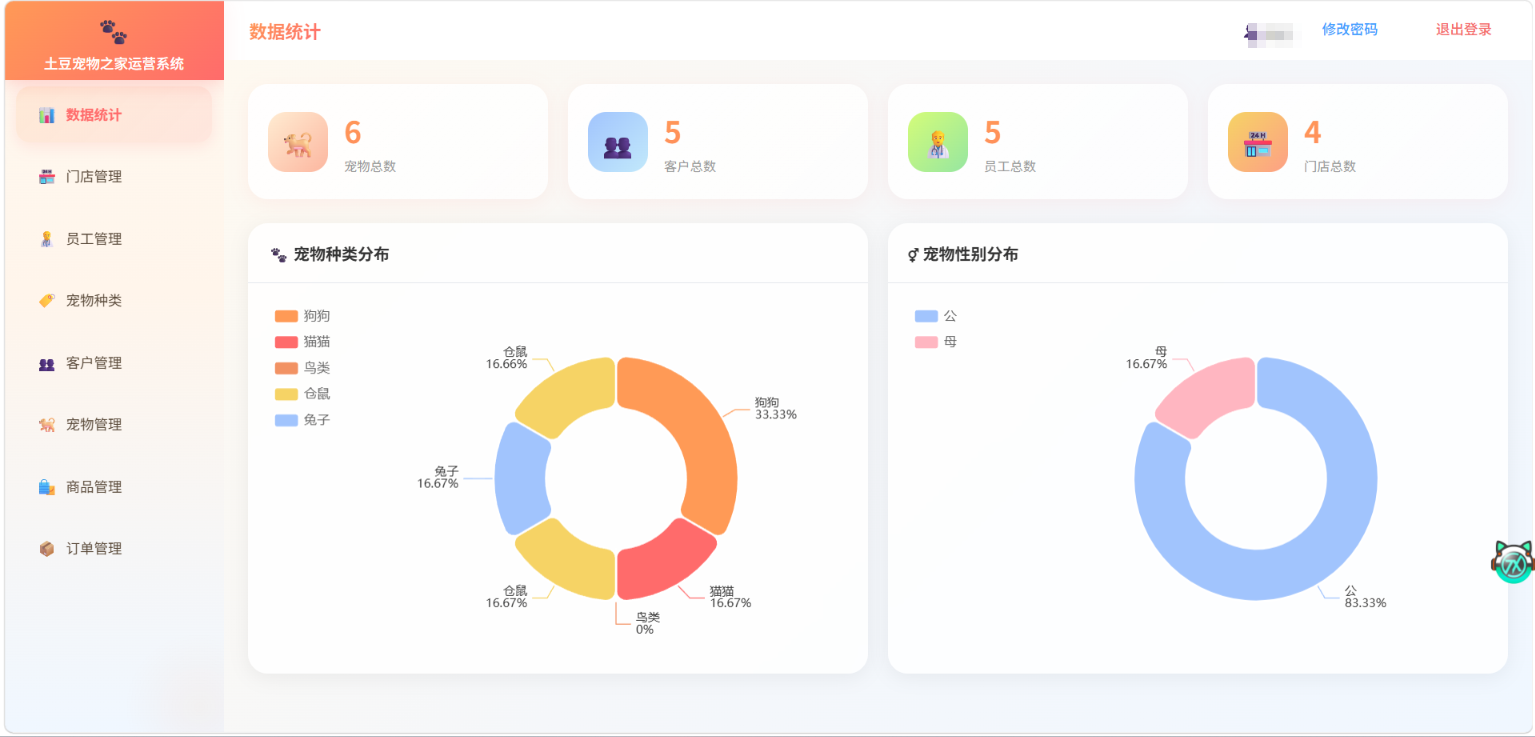 土豆宠物之家运营系统
数据统计
修改密码
退出登录
数据统计
门店管理
员工管理
宠物种类
客户管理
宠物管理
商品管理
订单管理
6
宠物总数
5
客户总数
5
员工总数
24 H
4
门店总数
宠物种类分布
狗狗
猫猫
鸟类
仓鼠
兔子
仓鼠
16.66%
狗狗
33.33%
兔子
16.67%
仓鼠
16.67%
猫猫
16.67%
鸟类
0%
宠物性别分布
公
母
母
16.67%
公
83.33%